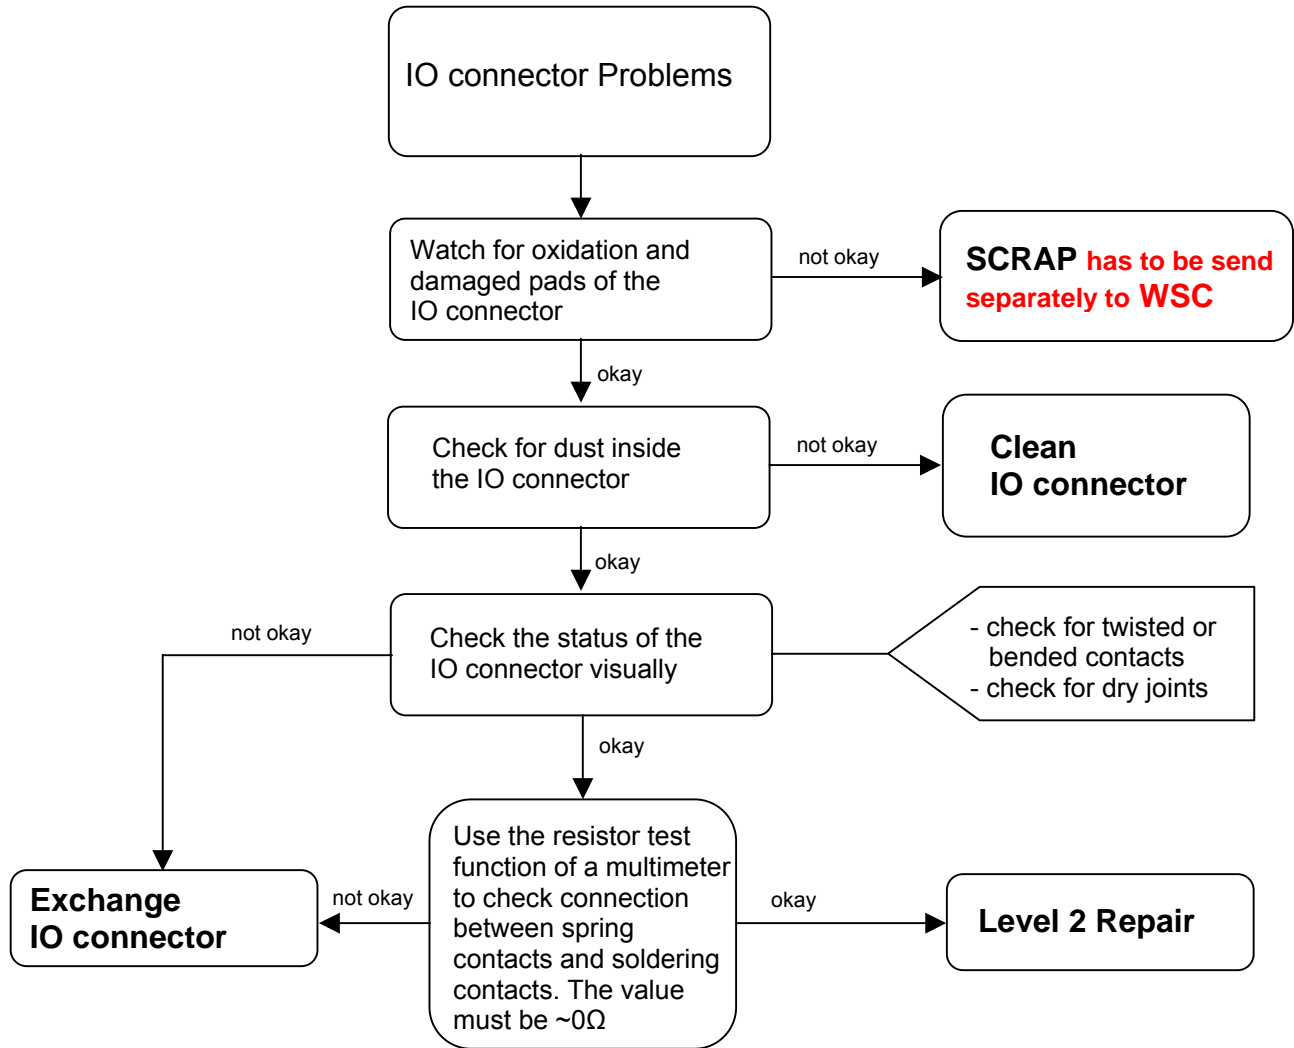 IO connector Problems
Watch for oxidation and
damaged pads of the
IO connector
not okay
SCRAP has to be send
separately to WSC
okay
Check for dust inside
the IO connector
not okay
Clean
IO connector
okay
not okay
Check the status of the
IO connector visually
- check for twisted or
bended contacts
- check for dry joints
okay
Use the resistor test
function of a multimeter
to check connection
between spring
contacts and soldering
contacts. The value
must be ~0Ω
not okay
Exchange
IO connector
okay
Level 2 Repair